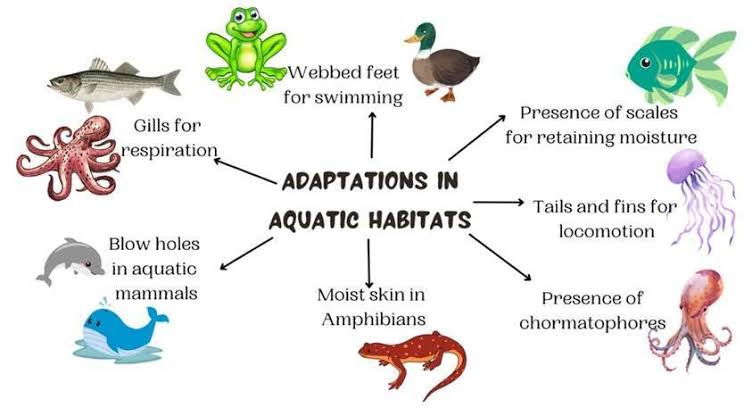 Webbed feet
for swimming
Presence of scales
for retaining moisture
Gills for
respiration
ADAPTATIONS IN
AQUATIC HABITATS
Tails and fins for
locomotion
Blow holes
in aquatic
mammals
Moist skin in
Amphibians
Presence of
chormatophores